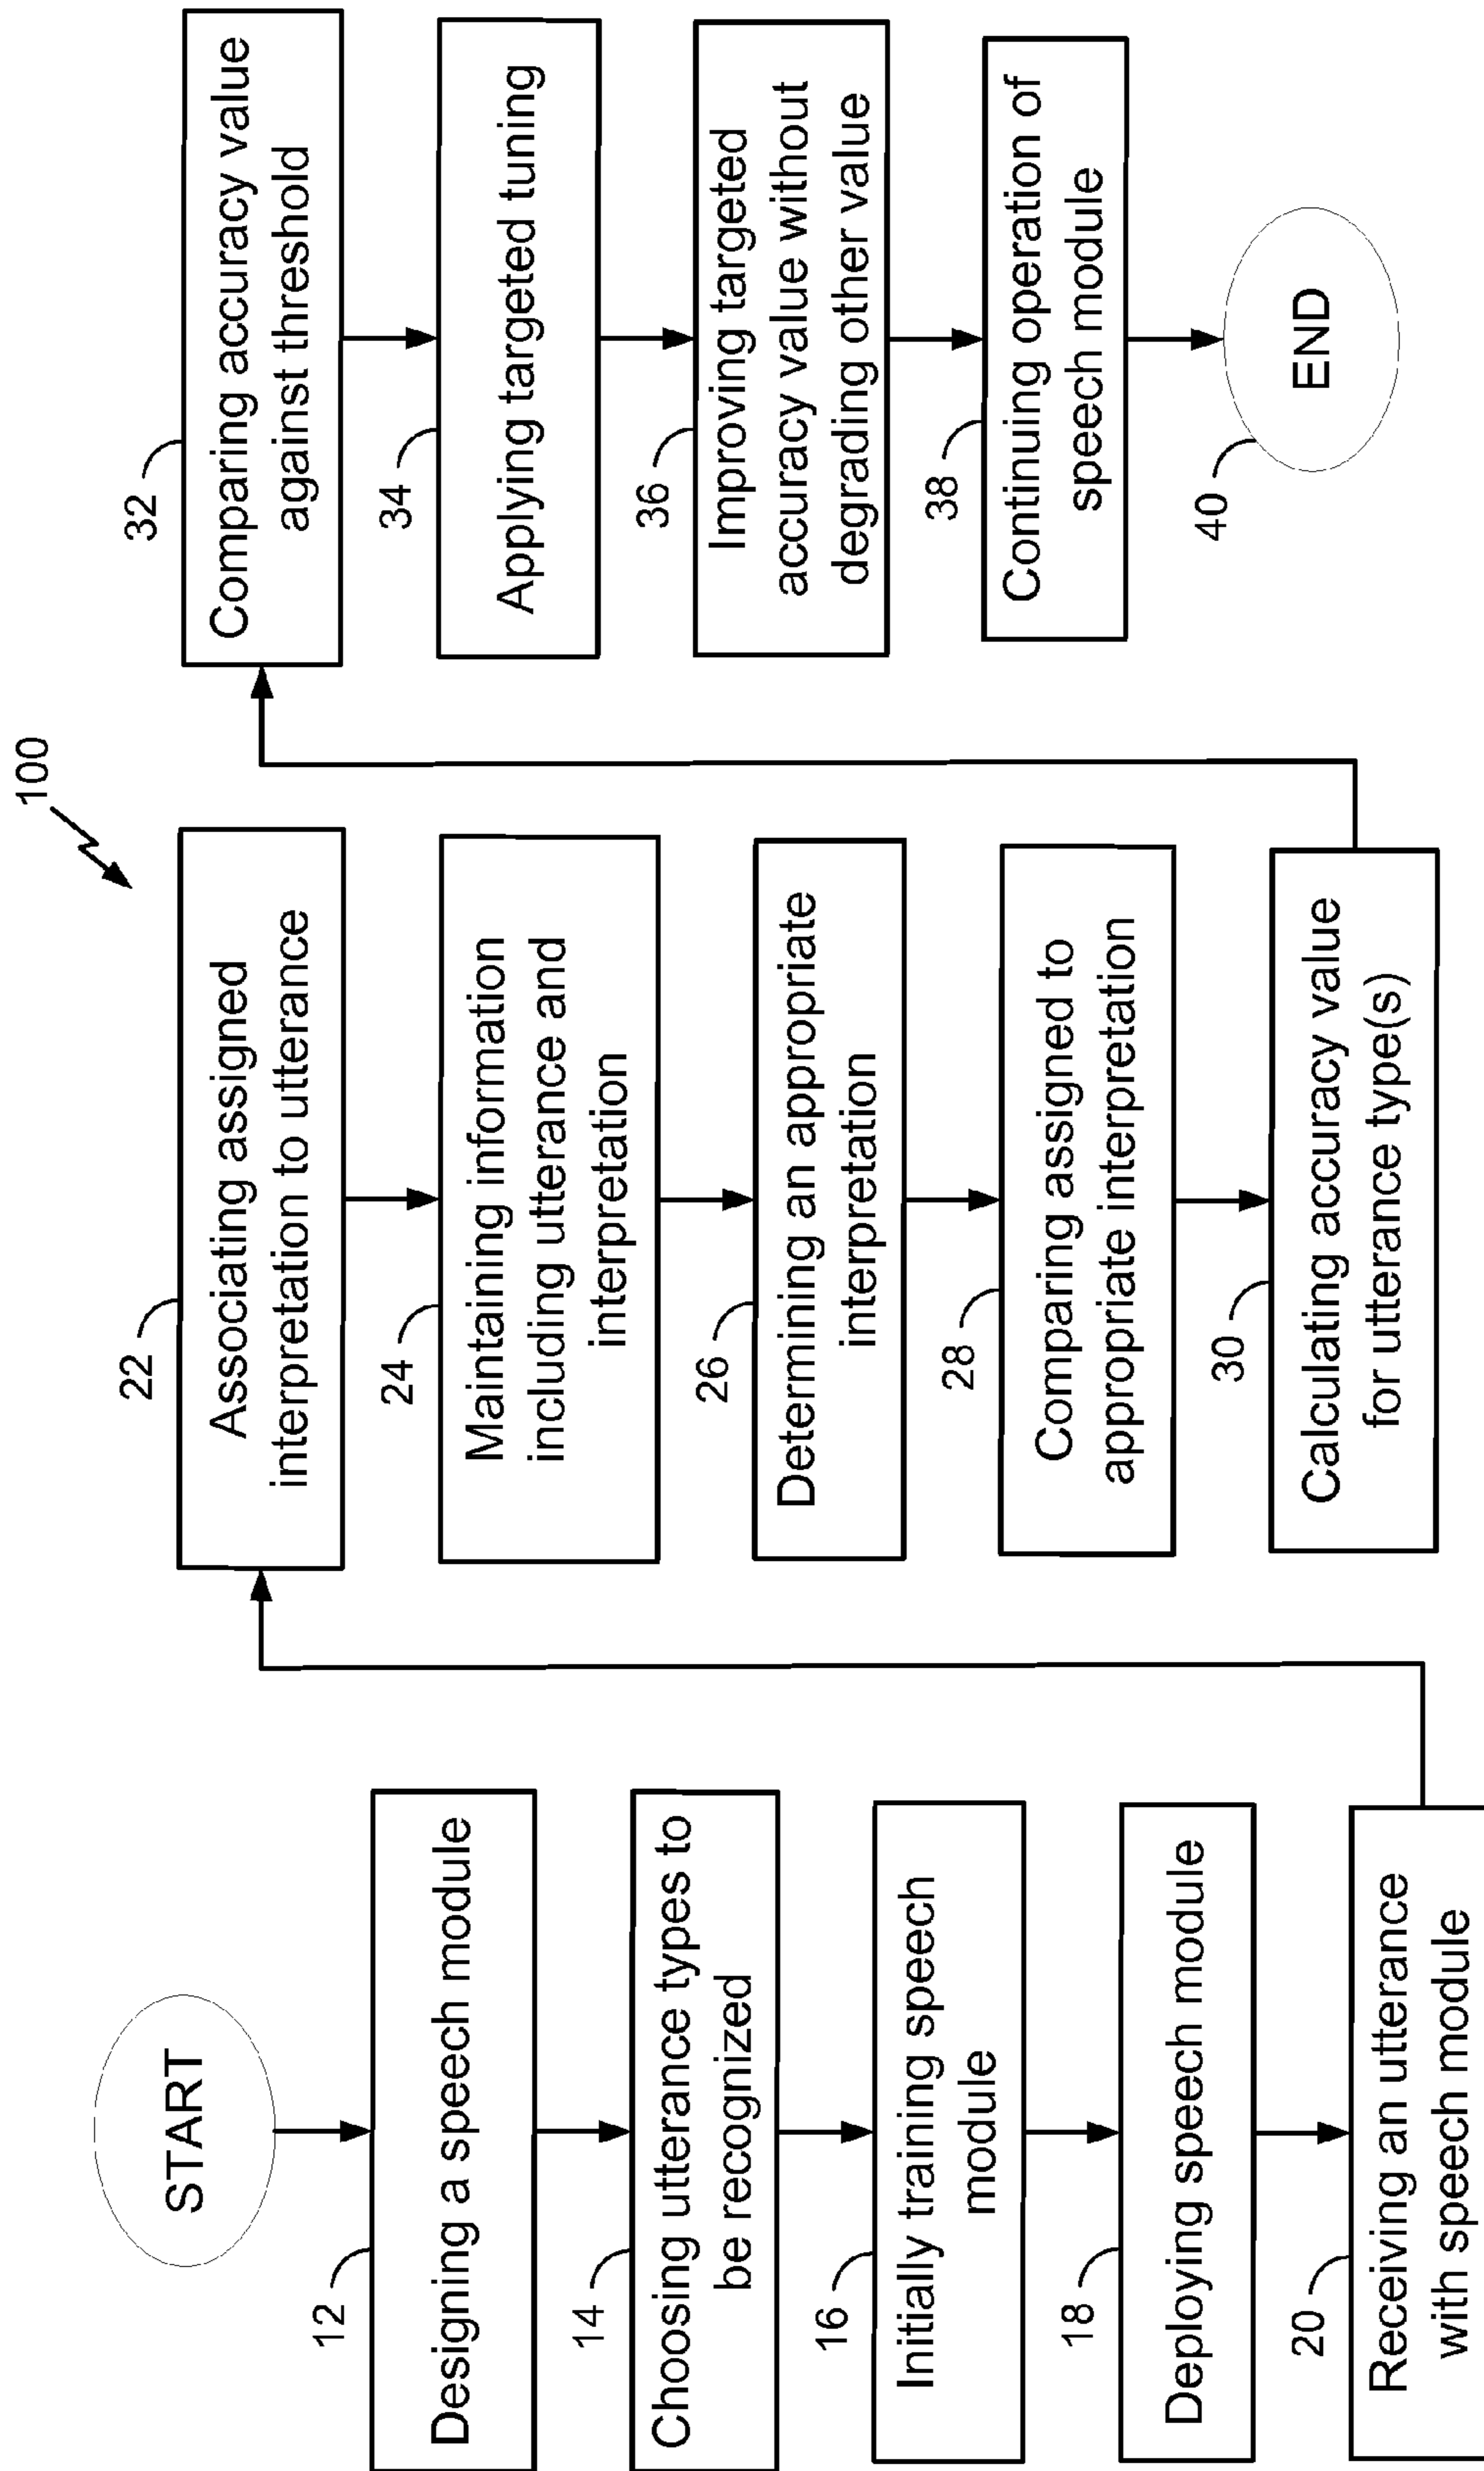 100
START
12
Designing a speech module
14
Choosing utterance types to
be recognized
16
Initially training speech
module
18
Deploying speech module
20
Receiving an utterance
with speech module
22
Associating assigned
interpretation to utterance
24
Maintaining information
including utterance and
interpretation
26
Determining an appropriate
interpretation
28
Comparing assigned to
appropriate interpretation
30
Calculating accuracy value
for utterance type(s)
32
Comparing accuracy value
against threshold
34
Applying targeted tuning
36
Improving targeted
accuracy value without
degrading other value
38
Continuing operation of
speech module
40
END